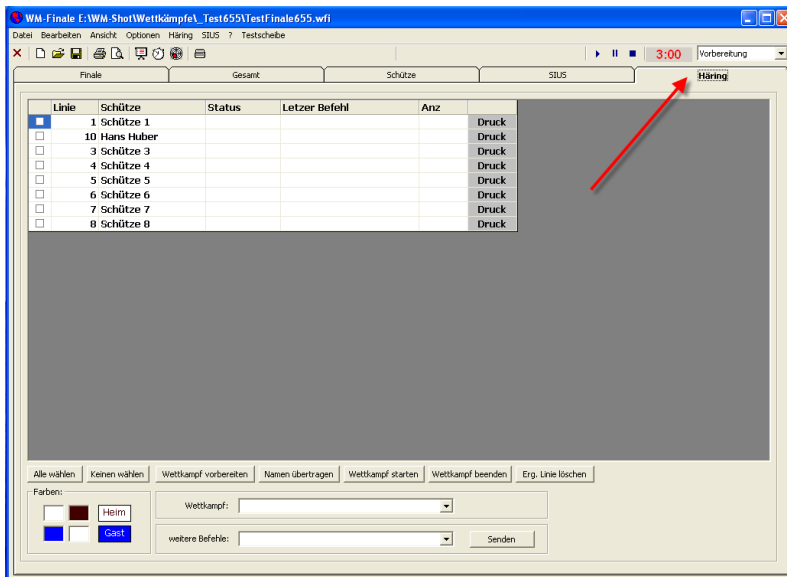 WM-Finale E:\WM-Shot\Wettkämpfe\_Test655\TestFinale655.wfi
Datei Bearbeiten Ansicht Optionen Häring SIUS ? Testscheibe
3:00 Vorbereitung
Finale Gesamt Schütze SIUS Häring
Linie Schütze Status Letzer Befehl Anz
1 Schütze 1 Druck
10 Hans Huber Druck
3 Schütze 3 Druck
4 Schütze 4 Druck
5 Schütze 5 Druck
6 Schütze 6 Druck
7 Schütze 7 Druck
8 Schütze 8 Druck
Alle wählen Keinen wählen Wettkampf vorbereiten Namen übertragen Wettkampf starten Wettkampf beenden Erg. Linie löschen
Farben:
Heim
Gast
Wettkampf:
weitere Befehle: Senden